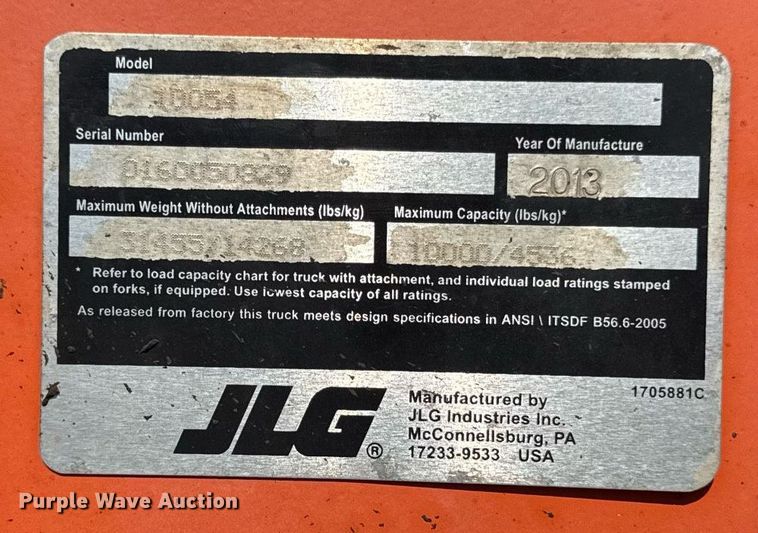 Model
10054
Serial Number
0160050829
Year Of Manufacture
2013
Maximum Weight Without Attachments (lbs/kg)
31455/14268
Maximum Capacity (lbs/kg)*
10000/4536
* Refer to load capacity chart for truck with attachment, and individual load ratings stamped
on forks, if equipped. Use lowest capacity of all ratings.
As released from factory this truck meets design specifications in ANSI \ ITSDF B56.6-2005
JLG®
Manufactured by
JLG Industries Inc.
McConnellsburg, PA
17233-9533 USA
1705881C
Purple Wave Auction